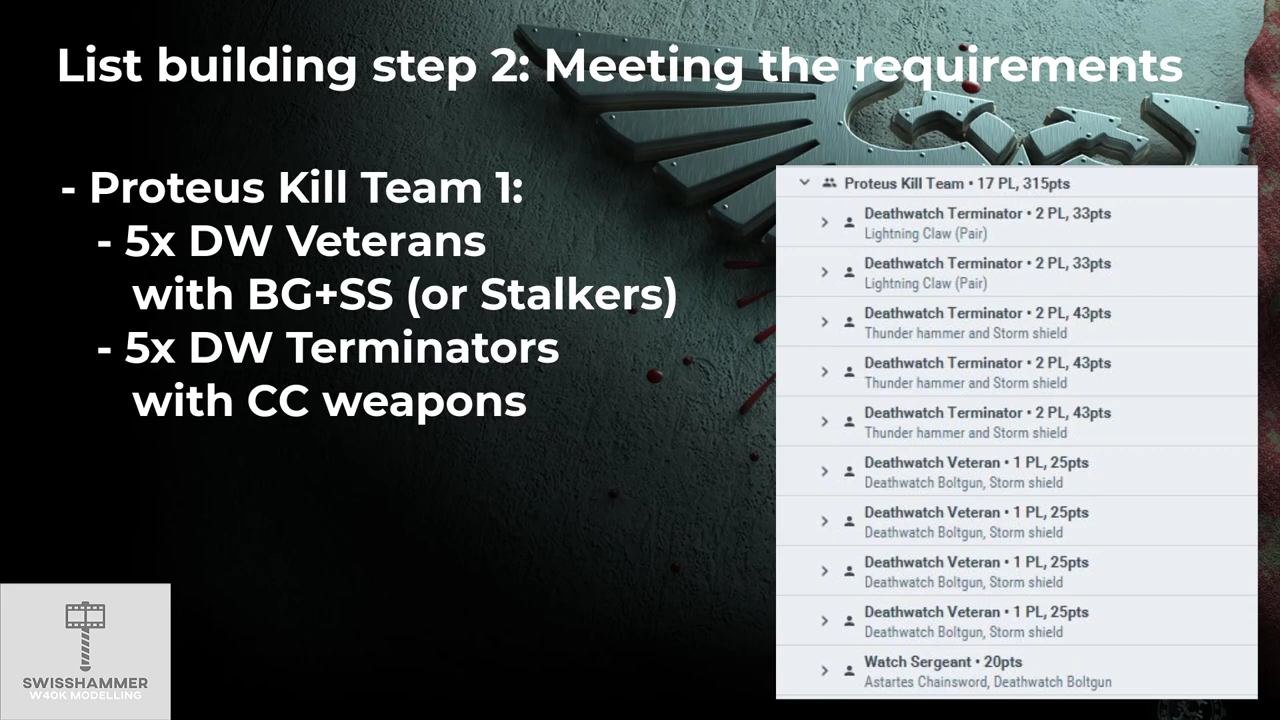 List building step 2: Meeting the requirements
- Proteus Kill Team 1:
- 5x DW Veterans
with BG+SS (or Stalkers)
- 5x DW Terminators
with CC weapons
Proteus Kill Team • 17 PL, 315pts
Deathwatch Terminator • 2 PL, 33pts
Lightning Claw (Pair)
Deathwatch Terminator • 2 PL, 33pts
Lightning Claw (Pair)
Deathwatch Terminator • 2 PL, 43pts
Thunder hammer and Storm shield
Deathwatch Terminator • 2 PL, 43pts
Thunder hammer and Storm shield
Deathwatch Terminator • 2 PL, 43pts
Thunder hammer and Storm shield
Deathwatch Veteran • 1 PL, 25pts
Deathwatch Boltgun, Storm shield
Deathwatch Veteran • 1 PL, 25pts
Deathwatch Boltgun, Storm shield
Deathwatch Veteran • 1 PL, 25pts
Deathwatch Boltgun, Storm shield
Deathwatch Veteran • 1 PL, 25pts
Deathwatch Boltgun, Storm shield
Watch Sergeant • 20pts
Astartes Chainsword, Deathwatch Boltgun
SWISSHAMMER
W40K MODELLING